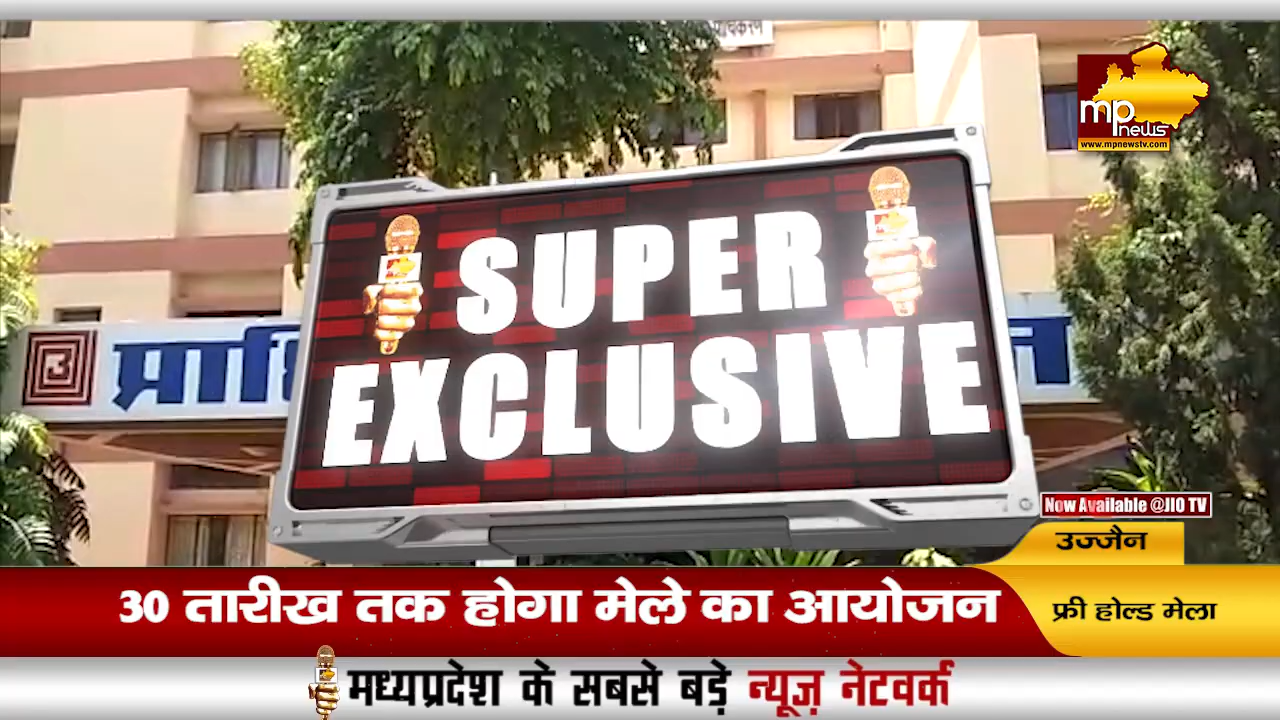 mp
news
www.mpnewstv.com
SUPER
EXCLUSIVE
Now Available @JIO TV
उज्जैन
30 तारीख तक होगा मेले का आयोजन
फ्री होल्ड मेला
मध्यप्रदेश के सबसे बड़े न्यूज़ नेटवर्क